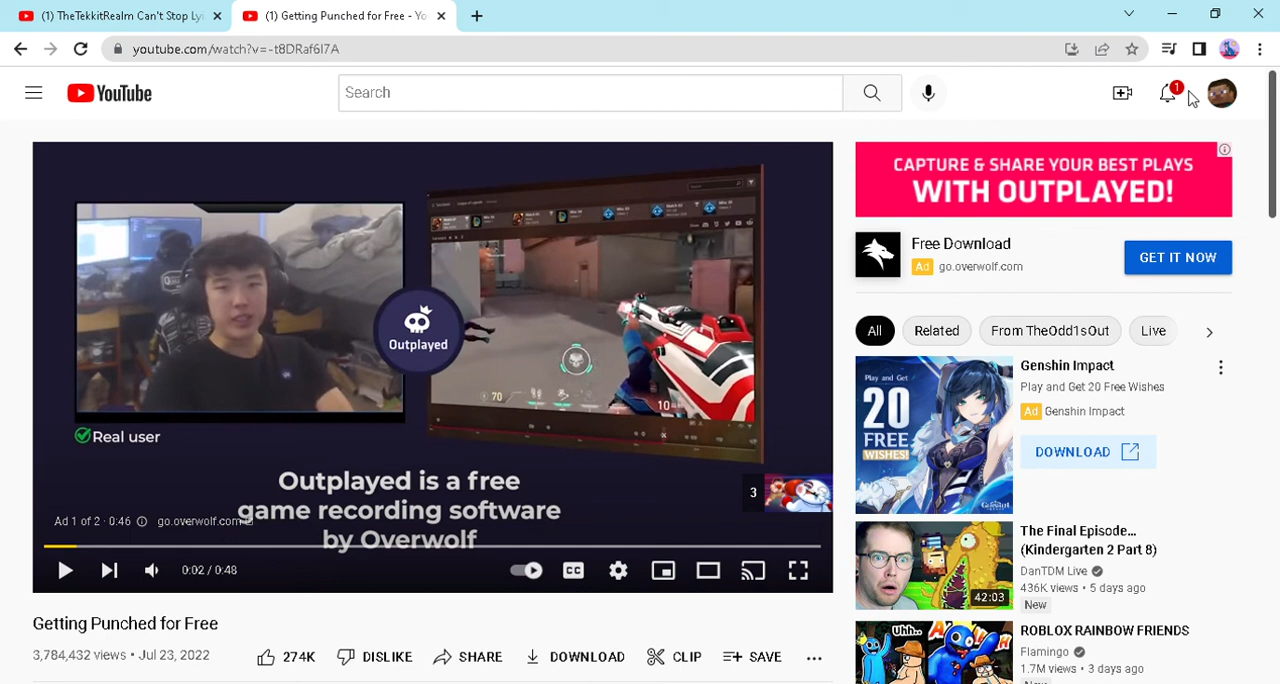 (1) TheTekkitRealm Can't Stop Lyi
(1) Getting Punched for Free - Yo
youtube.com/watch?v=-t8DRaf6I7A
YouTube
Search
1
Outplayed
70
10
Real user
Outplayed is a free
game recording software
by Overwolf
3
Ad 1 of 2 · 0:46
go.overwolf.com
0:02 / 0:48
CC
Getting Punched for Free
3,784,432 views • Jul 23, 2022
274K
DISLIKE
SHARE
DOWNLOAD
CLIP
SAVE
CAPTURE & SHARE YOUR BEST PLAYS
WITH OUTPLAYED!
Free Download
Ad go.overwolf.com
GET IT NOW
All Related From TheOdd1sOut Live
Play and Get
20
FREE
WISHES!
Genshin Impact
Play and Get 20 Free Wishes
Ad Genshin Impact
DOWNLOAD
42:03
The Final Episode...
(Kindergarten 2 Part 8)
DanTDM Live
436K views • 5 days ago
New
Uhh..
ROBLOX RAINBOW FRIENDS
Flamingo
1.7M views • 3 days ago